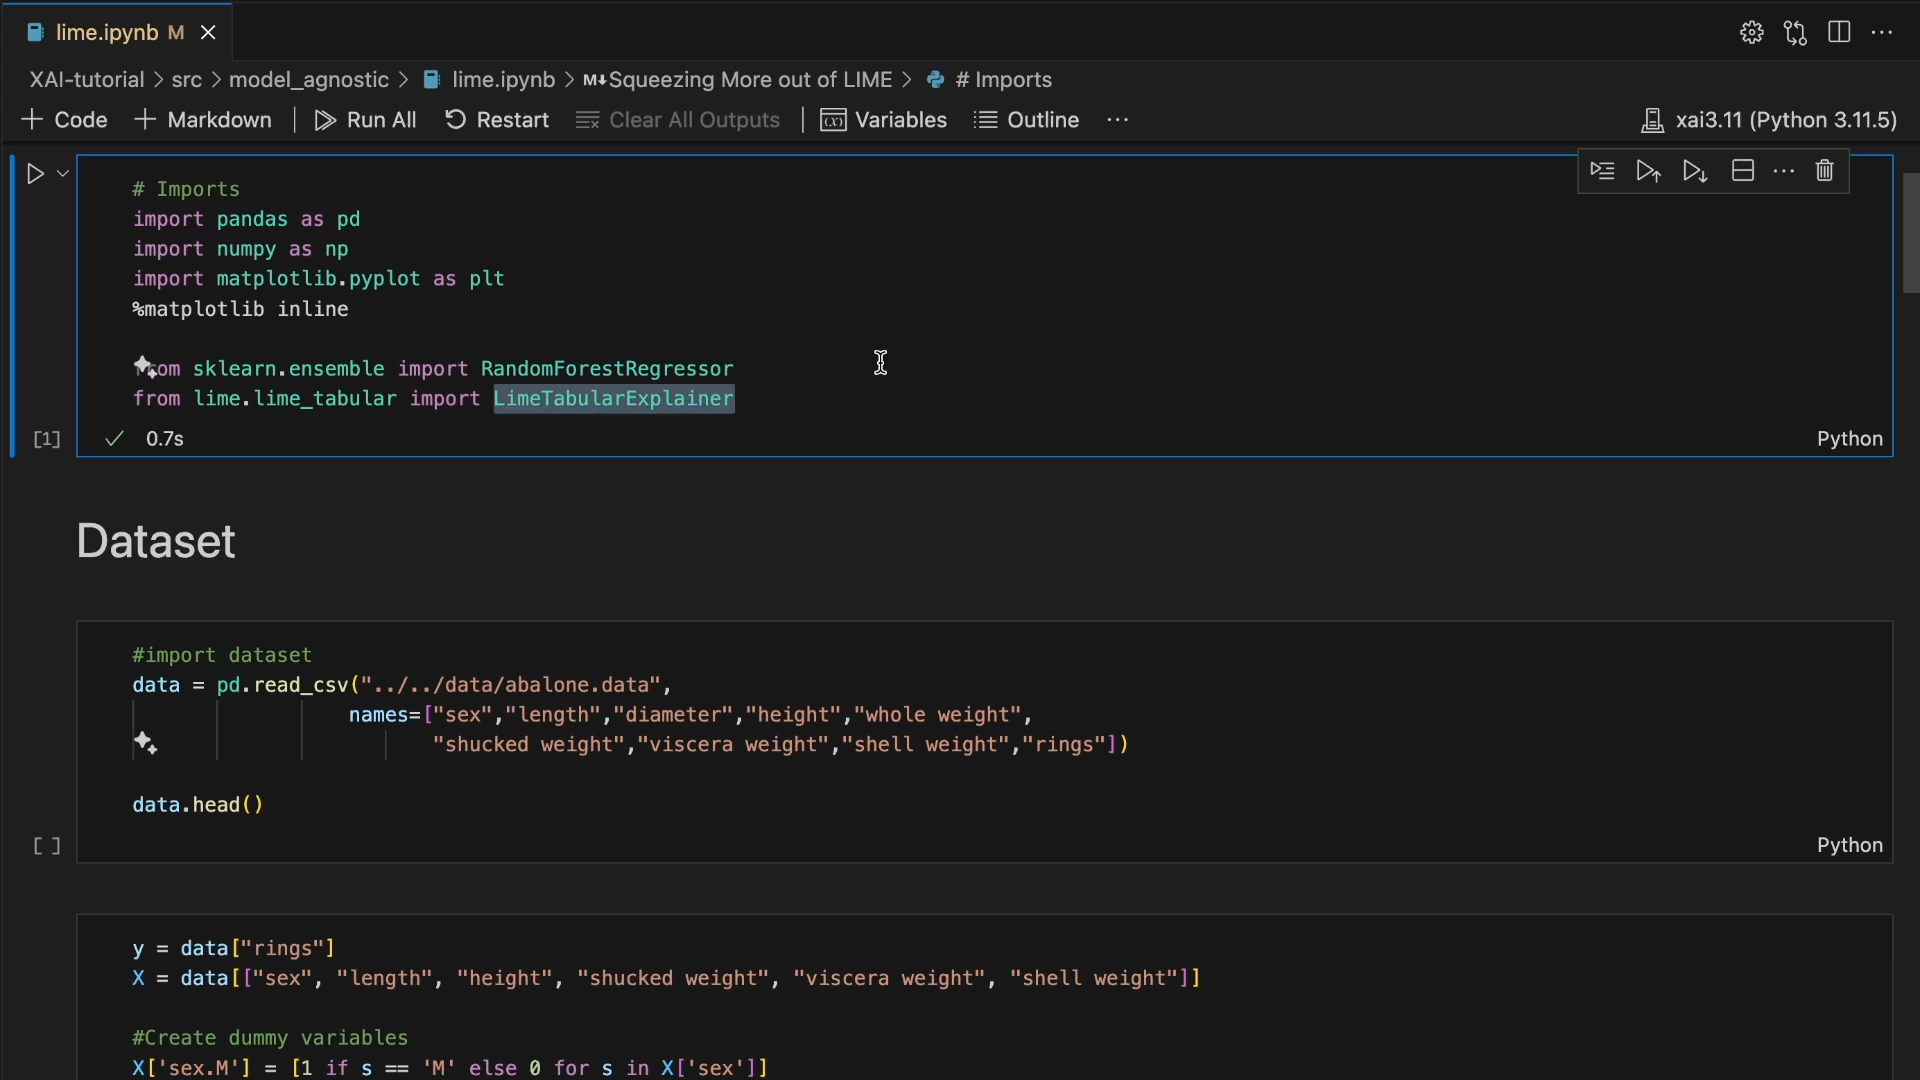 lime.ipynb M
XAI-tutorial > src > model_agnostic > lime.ipynb > M↓Squeezing More out of LIME > # Imports
+ Code + Markdown Run All Restart Clear All Outputs Variables Outline ··· xai3.11 (Python 3.11.5)
# Imports
import pandas as pd
import numpy as np
import matplotlib.pyplot as plt
%matplotlib inline
from sklearn.ensemble import RandomForestRegressor
from lime.lime_tabular import LimeTabularExplainer
[1] ✓ 0.7s Python
Dataset
#import dataset
data = pd.read_csv("../../data/abalone.data",
names=["sex","length","diameter","height","whole weight",
"shucked weight","viscera weight","shell weight","rings"])
data.head()
[ ] Python
y = data["rings"]
X = data[["sex", "length", "height", "shucked weight", "viscera weight", "shell weight"]]
#Create dummy variables
X['sex.M'] = [1 if s == 'M' else 0 for s in X['sex']]